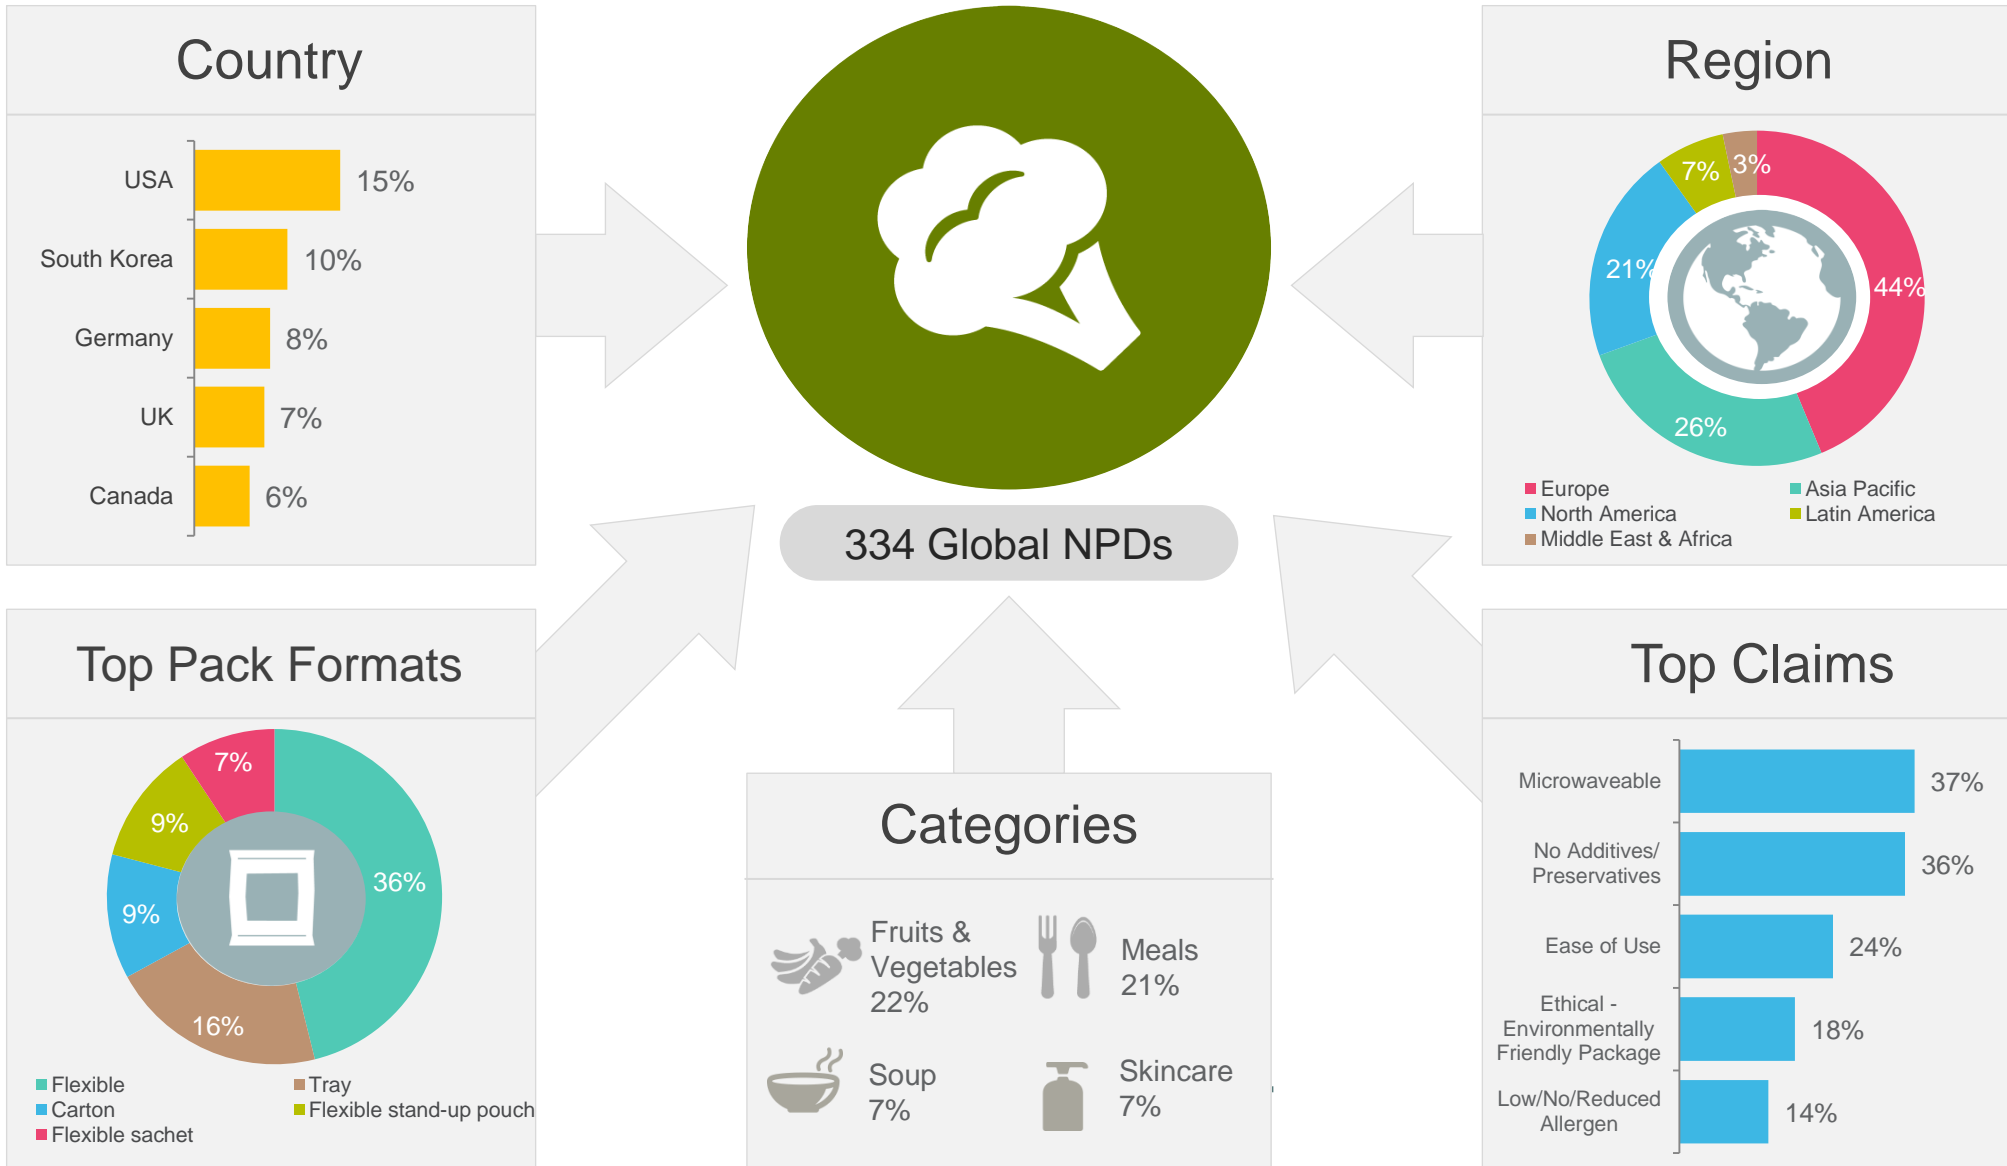 Country
USA
15%
South Korea
10%
Germany
8%
UK
7%
Canada
6%
334 Global NPDs
Region
3%
7%
21%
44%
26%
Europe
Asia Pacific
North America
Latin America
Middle East & Africa
Top Pack Formats
7%
9%
36%
9%
16%
Flexible
Tray
Carton
Flexible stand-up pouch
Flexible sachet
Categories
Fruits &
Vegetables
22%
Meals
21%
Soup
7%
Skincare
7%
Top Claims
Microwaveable
37%
No Additives/
Preservatives
36%
Ease of Use
24%
Ethical -
Environmentally
Friendly Package
18%
Low/No/Reduced
Allergen
14%